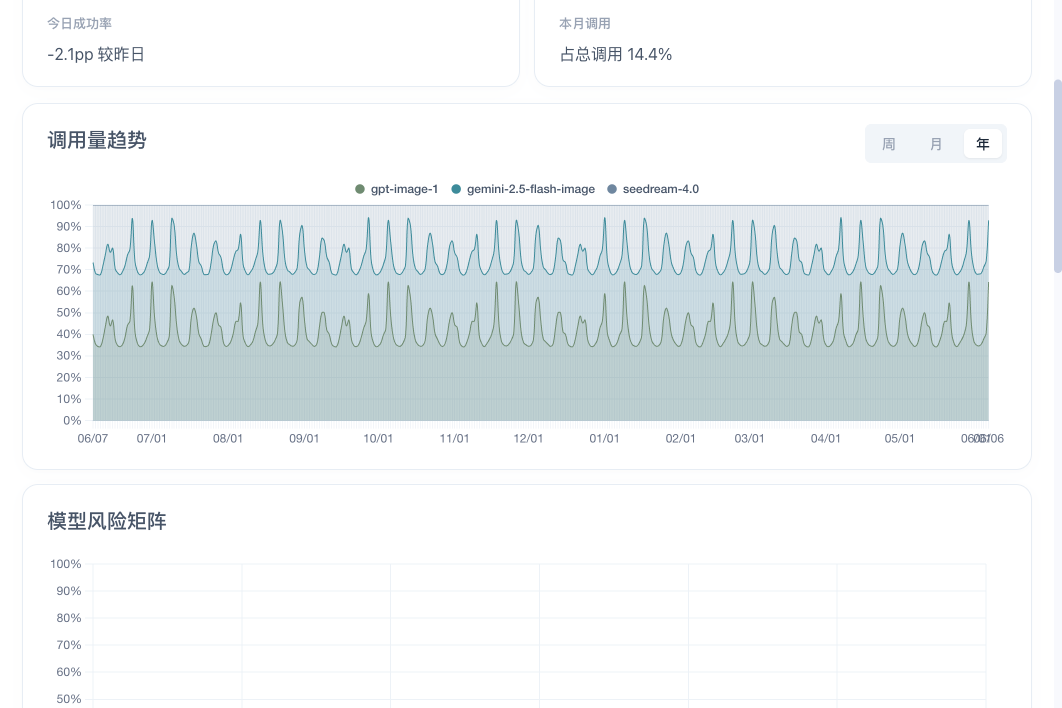 今日成功率
-2.1pp 较昨日
本月调用
占总调用 14.4%
调用量趋势
周 月 年
gpt-image-1 gemini-2.5-flash-image seedream-4.0
100%
90%
80%
70%
60%
50%
40%
30%
20%
10%
0%
06/07 07/01 08/01 09/01 10/01 11/01 12/01 01/01 02/01 03/01 04/01 05/01 06/01 06/06
模型风险矩阵
100%
90%
80%
70%
60%
50%